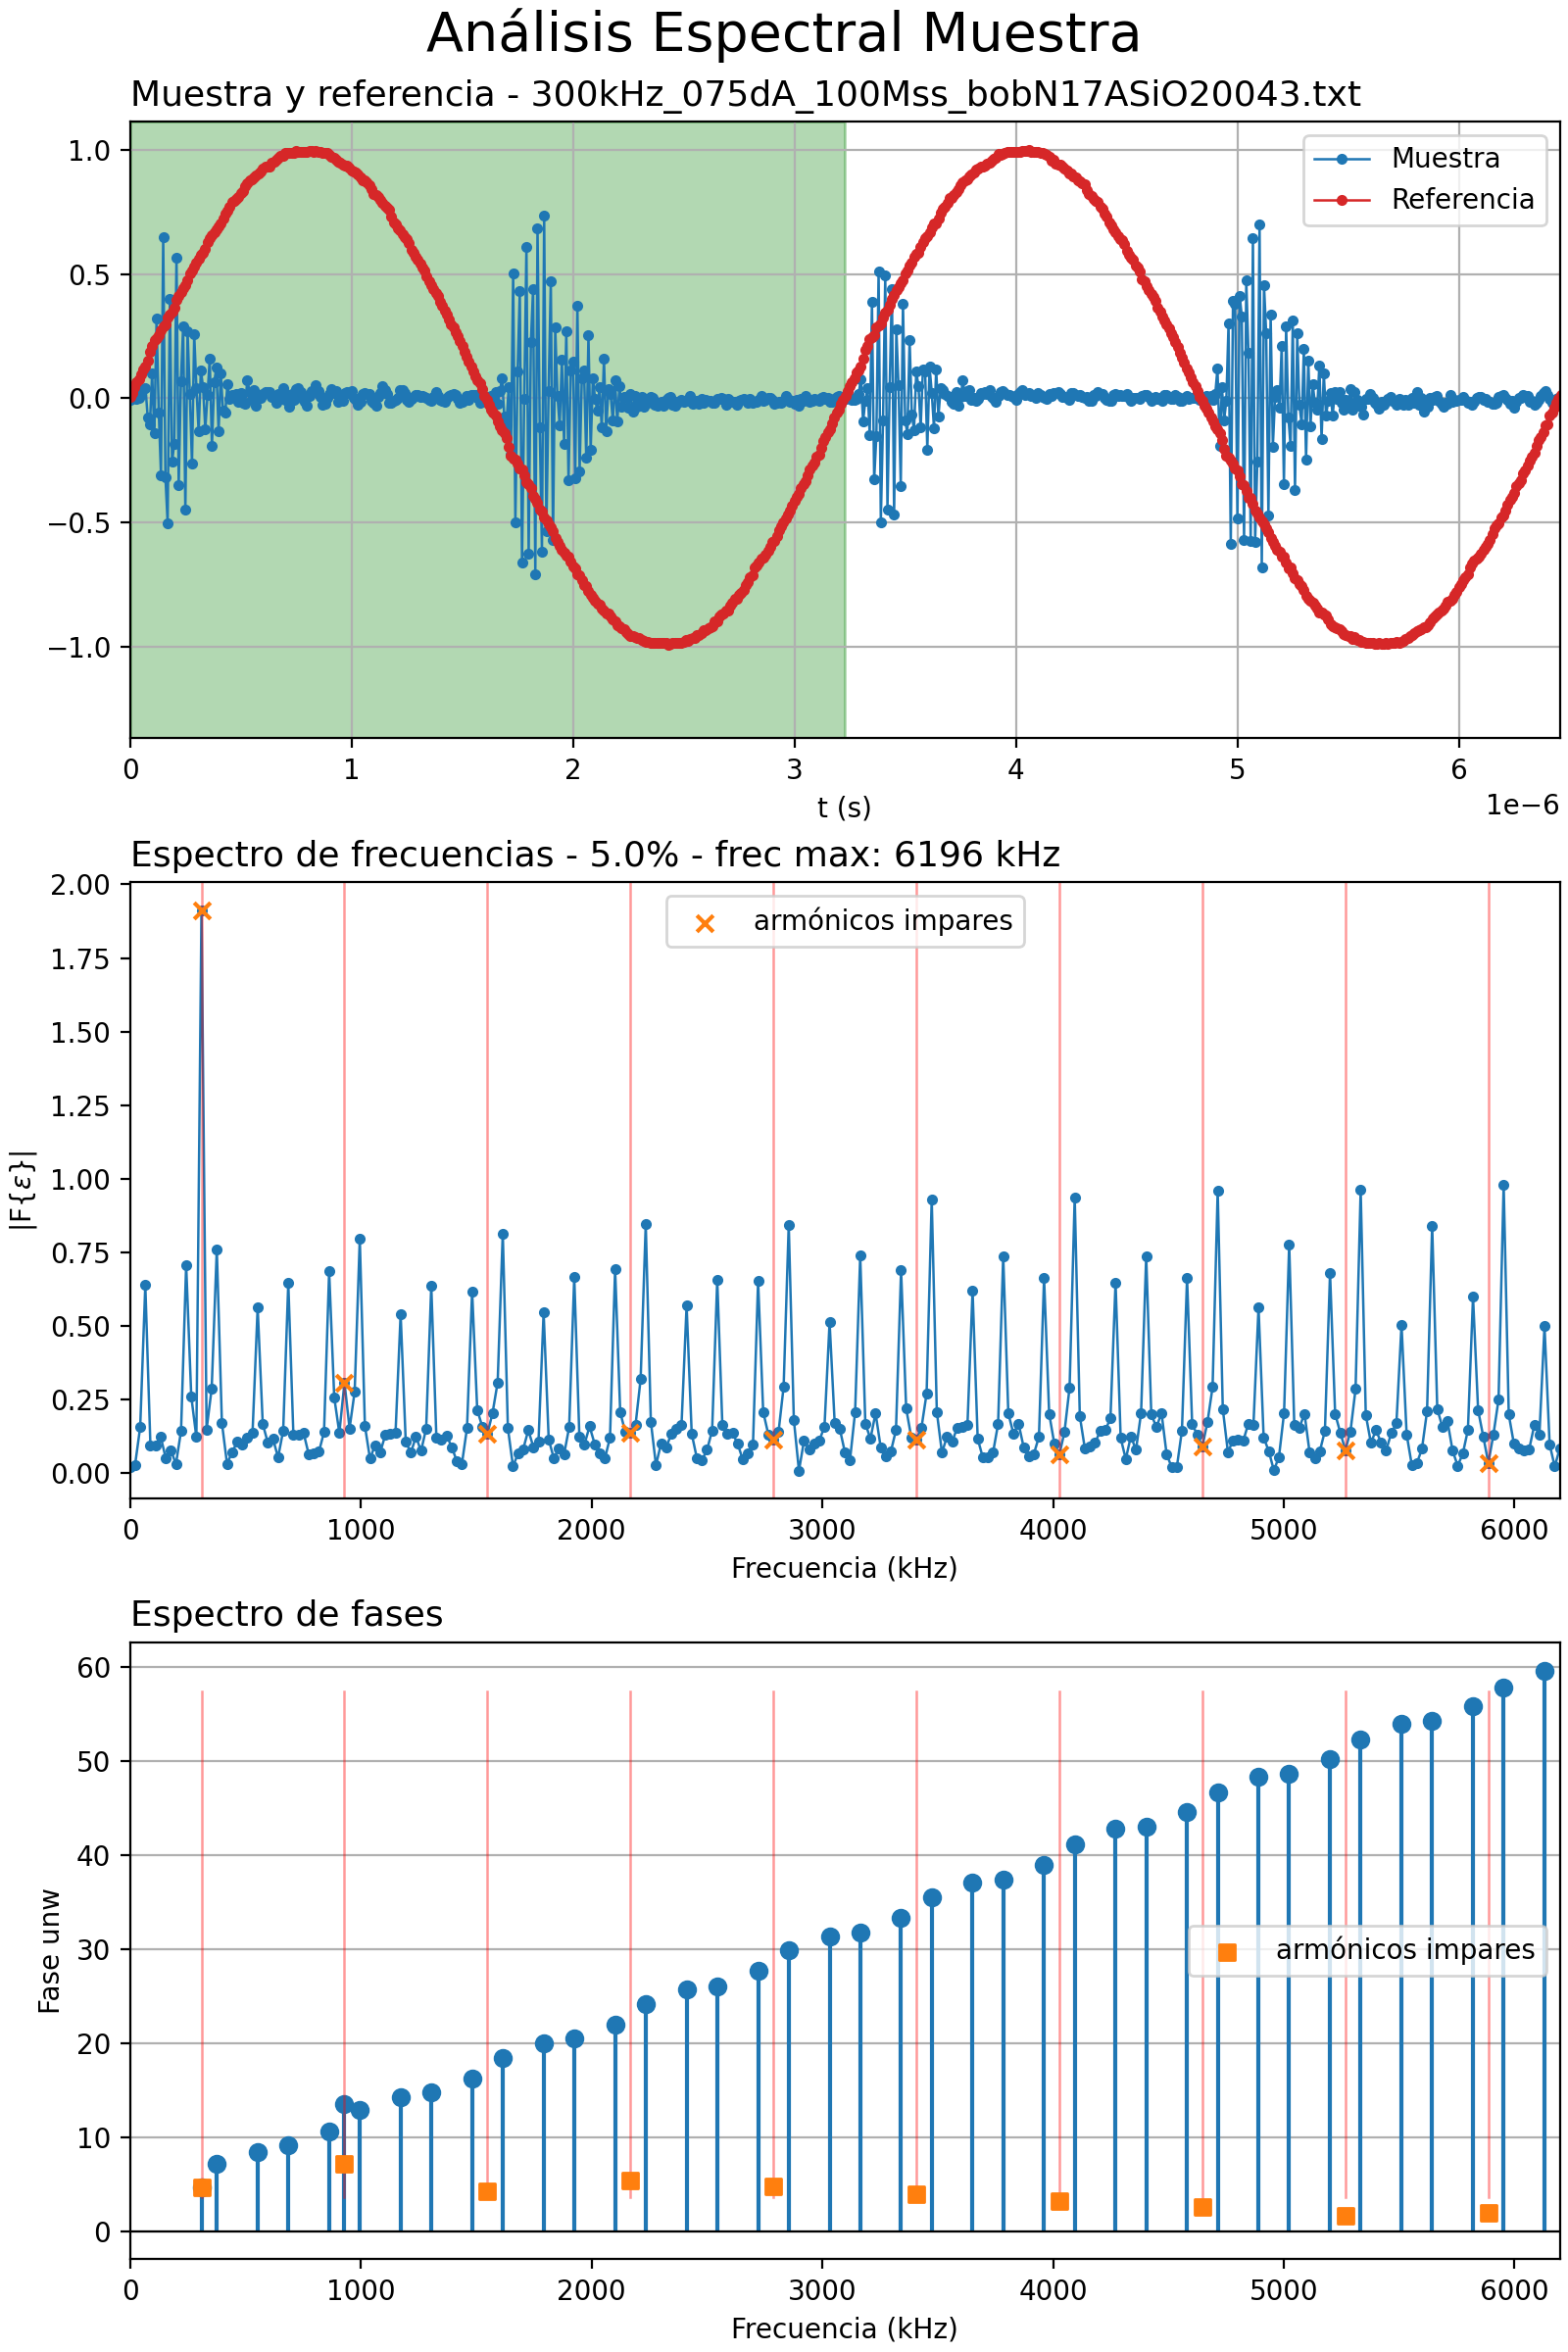 Análisis Espectral Muestra
Muestra y referencia - 300kHz_075dA_100Mss_bobN17ASiO20043.txt
1.0
0.5
0.0
−0.5
−1.0
Muestra
Referencia
0 1 2 3 4 5 6
t (s)
1e−6
Espectro de frecuencias - 5.0% - frec max: 6196 kHz
2.00
1.75
1.50
1.25
1.00
0.75
0.50
0.25
0.00
|F{ε}|
armónicos impares
0 1000 2000 3000 4000 5000 6000
Frecuencia (kHz)
Espectro de fases
60
50
40
30
20
10
0
Fase unw
armónicos impares
0 1000 2000 3000 4000 5000 6000
Frecuencia (kHz)